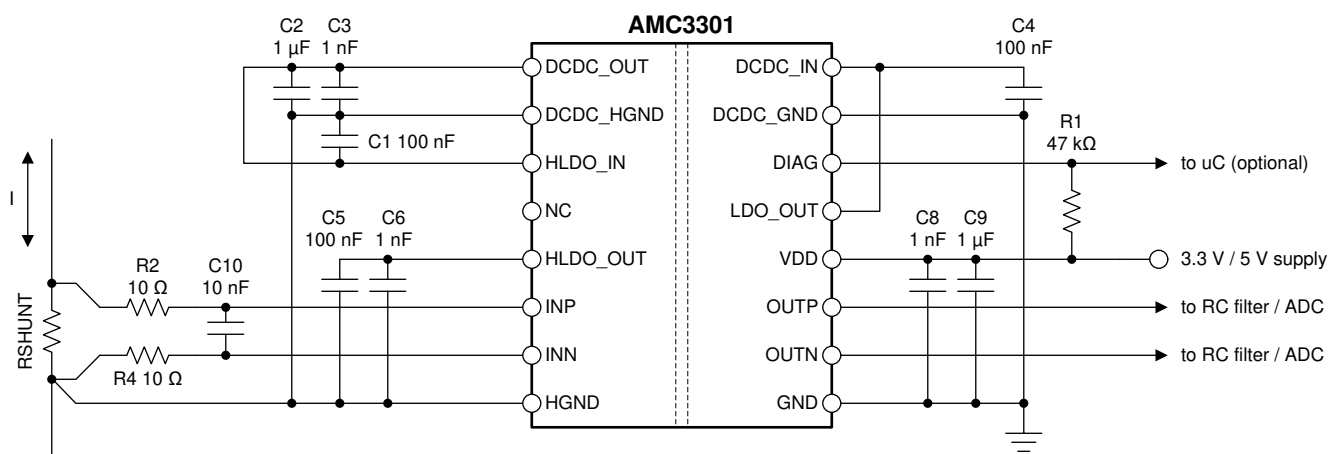 AMC3301
C2
1 µF
C3
1 nF
C4
100 nF
DCDC_OUT
DCDC_IN
DCDC_HGND
DCDC_GND
C1 100 nF
R1
47 kΩ
HLDO_IN
DIAG
to uC (optional)
I
NC
LDO_OUT
C5
100 nF
C6
1 nF
C8
1 nF
C9
1 µF
HLDO_OUT
VDD
3.3 V / 5 V supply
R2
10 Ω
C10
10 nF
INP
OUTP
to RC filter / ADC
RSHUNT
INN
OUTN
to RC filter / ADC
R4 10 Ω
HGND
GND